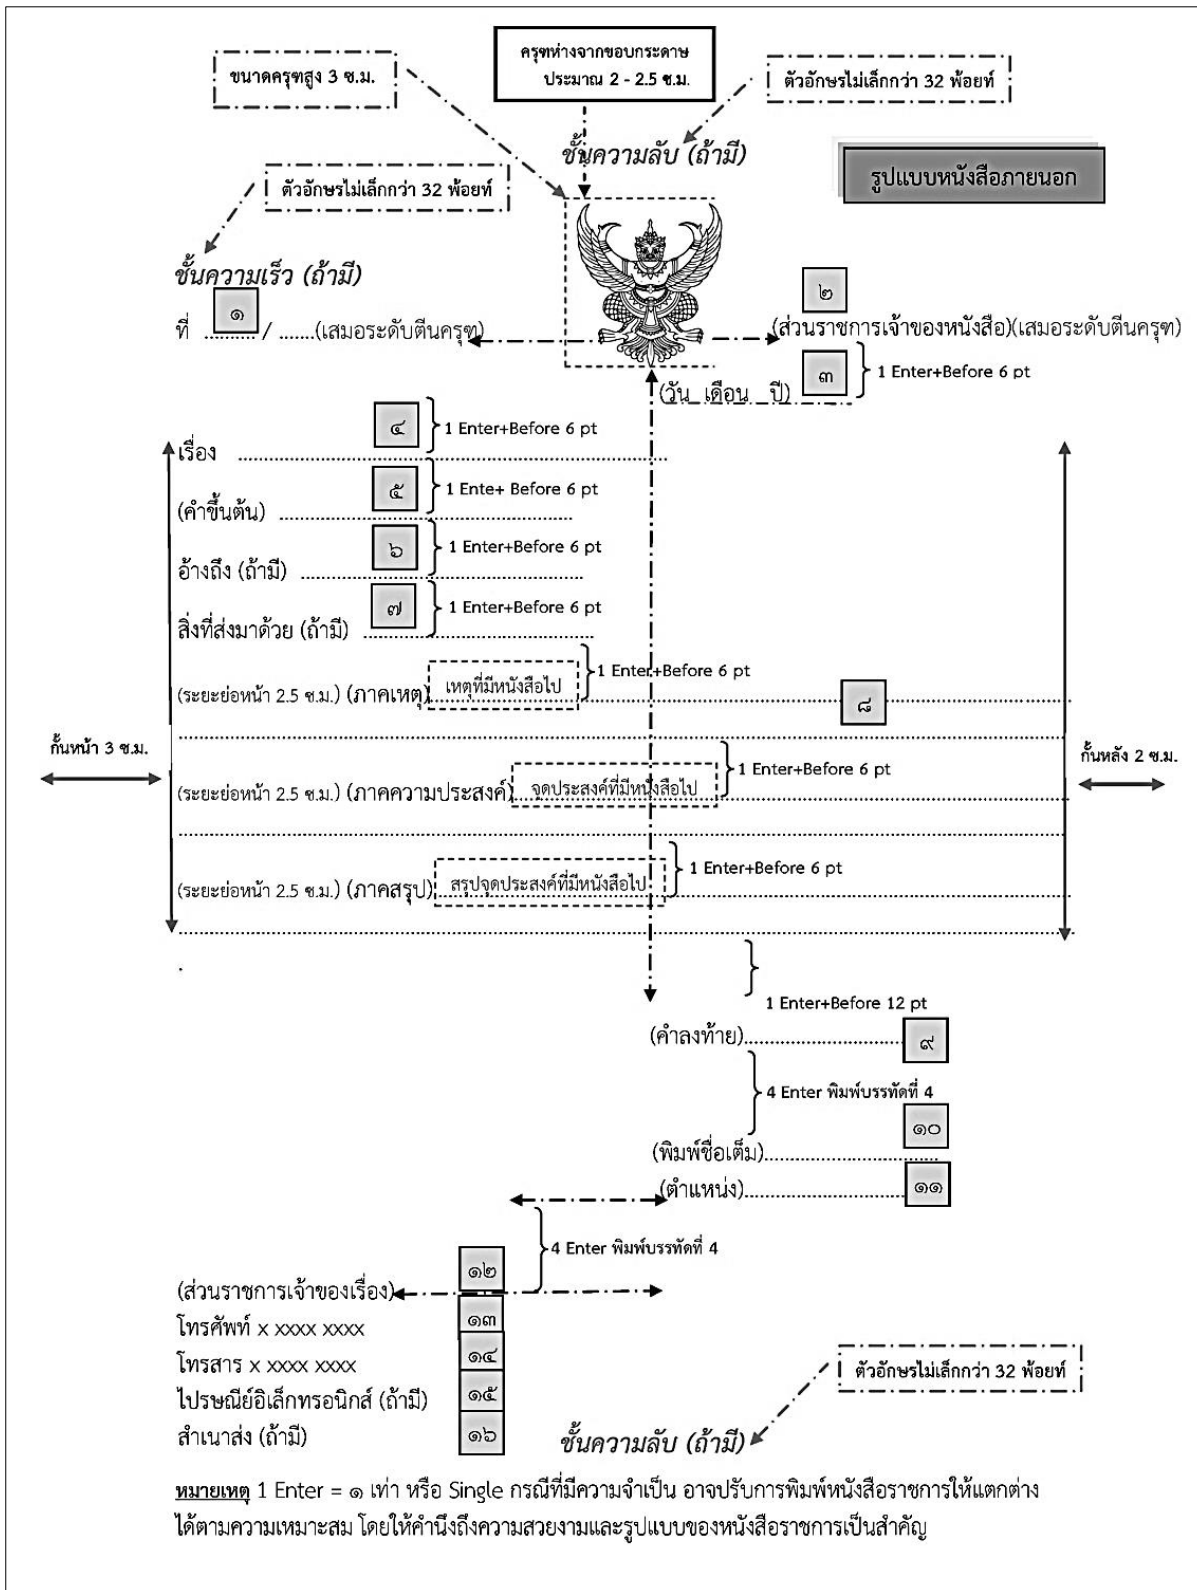 ครุฑห่างจากขอบกระดาษ
ประมาณ 2 - 2.5 ซ.ม.
ขนาดครุฑสูง 3 ซ.ม.
ตัวอักษรไม่เล็กกว่า 32 พ้อยท์
ชั้นความลับ (ถ้ามี)
รูปแบบหนังสือภายนอก
ตัวอักษรไม่เล็กกว่า 32 พ้อยท์
ชั้นความเร็ว (ถ้ามี)
๑
๒
ที่ ........../ .......(เสมอระดับตีนครุฑ)
(ส่วนราชการเจ้าของหนังสือ)(เสมอระดับตีนครุฑ)
๓
1 Enter+Before 6 pt
(วัน เดือน ปี)
๔
1 Enter+Before 6 pt
เรื่อง
๕
1 Ente+ Before 6 pt
(คำขึ้นต้น)
๖
1 Enter+Before 6 pt
อ้างถึง (ถ้ามี)
๗
1 Enter+Before 6 pt
สิ่งที่ส่งมาด้วย (ถ้ามี)
1 Enter+Before 6 pt
(ระยะย่อหน้า 2.5 ซ.ม.) (ภาคเหตุ) เหตุที่มีหนังสือไป
๘
กั้นหน้า 3 ซ.ม.
กั้นหลัง 2 ซ.ม.
1 Enter+Before 6 pt
(ระยะย่อหน้า 2.5 ซ.ม.) (ภาคความประสงค์) จุดประสงค์ที่มีหนังสือไป
1 Enter+Before 6 pt
(ระยะย่อหน้า 2.5 ซ.ม.) (ภาคสรุป) สรุปจุดประสงค์ที่มีหนังสือไป
1 Enter+Before 12 pt
(คำลงท้าย)
๙
4 Enter พิมพ์บรรทัดที่ 4
๑๐
(พิมพ์ชื่อเต็ม)
(ตำแหน่ง)
๑๑
4 Enter พิมพ์บรรทัดที่ 4
๑๒
(ส่วนราชการเจ้าของเรื่อง)
โทรศัพท์ x xxxx xxxx ๑๓
โทรสาร x xxxx xxxx ๑๔
ไปรษณีย์อิเล็กทรอนิกส์ (ถ้ามี) ๑๕
สำเนาส่ง (ถ้ามี) ๑๖
ตัวอักษรไม่เล็กกว่า 32 พ้อยท์
ชั้นความลับ (ถ้ามี)
หมายเหตุ 1 Enter = ๑ เท่า หรือ Single กรณีที่มีความจำเป็น อาจปรับการพิมพ์หนังสือราชการให้แตกต่าง
ได้ตามความเหมาะสม โดยให้คำนึงถึงความสวยงามและรูปแบบของหนังสือราชการเป็นสำคัญ